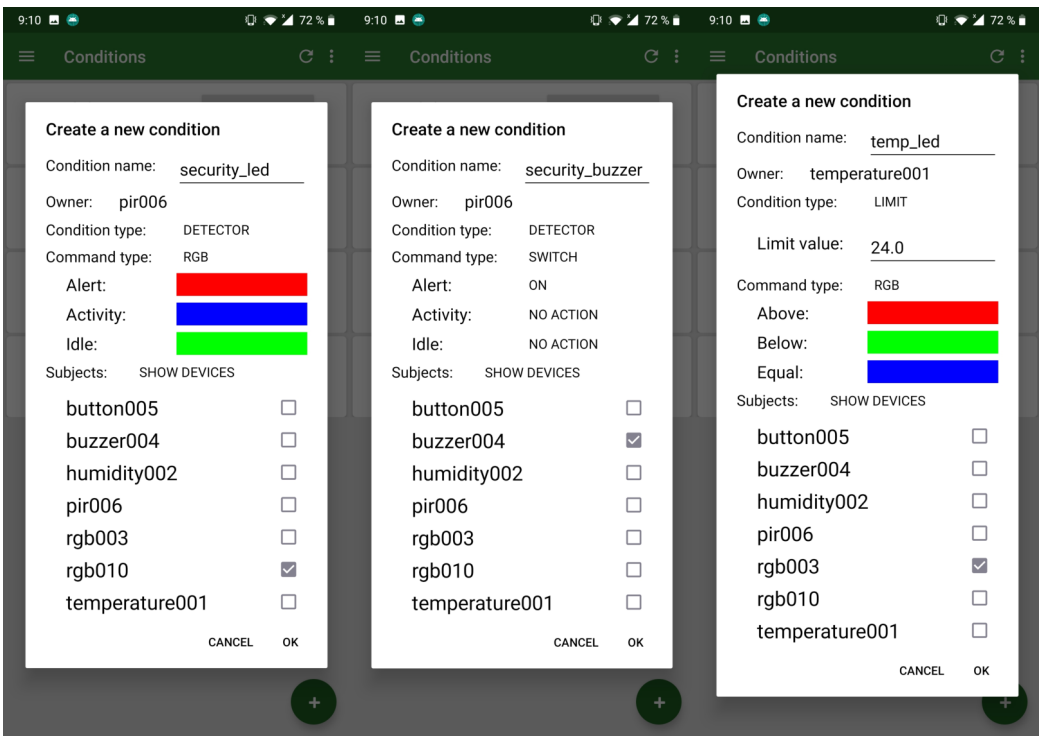 9:10 72 %
Conditions
Create a new condition
Condition name: security_led
Owner: pir006
Condition type: DETECTOR
Command type: RGB
Alert:
Activity:
Idle:
Subjects: SHOW DEVICES
button005
buzzer004
humidity002
pir006
rgb003
rgb010
temperature001
CANCEL OK
+
9:10 72 %
Conditions
Create a new condition
Condition name: security_buzzer
Owner: pir006
Condition type: DETECTOR
Command type: SWITCH
Alert: ON
Activity: NO ACTION
Idle: NO ACTION
Subjects: SHOW DEVICES
button005
buzzer004
humidity002
pir006
rgb003
rgb010
temperature001
CANCEL OK
+
9:10 72 %
Conditions
Create a new condition
Condition name: temp_led
Owner: temperature001
Condition type: LIMIT
Limit value: 24.0
Command type: RGB
Above:
Below:
Equal:
Subjects: SHOW DEVICES
button005
buzzer004
humidity002
pir006
rgb003
rgb010
temperature001
CANCEL OK
+